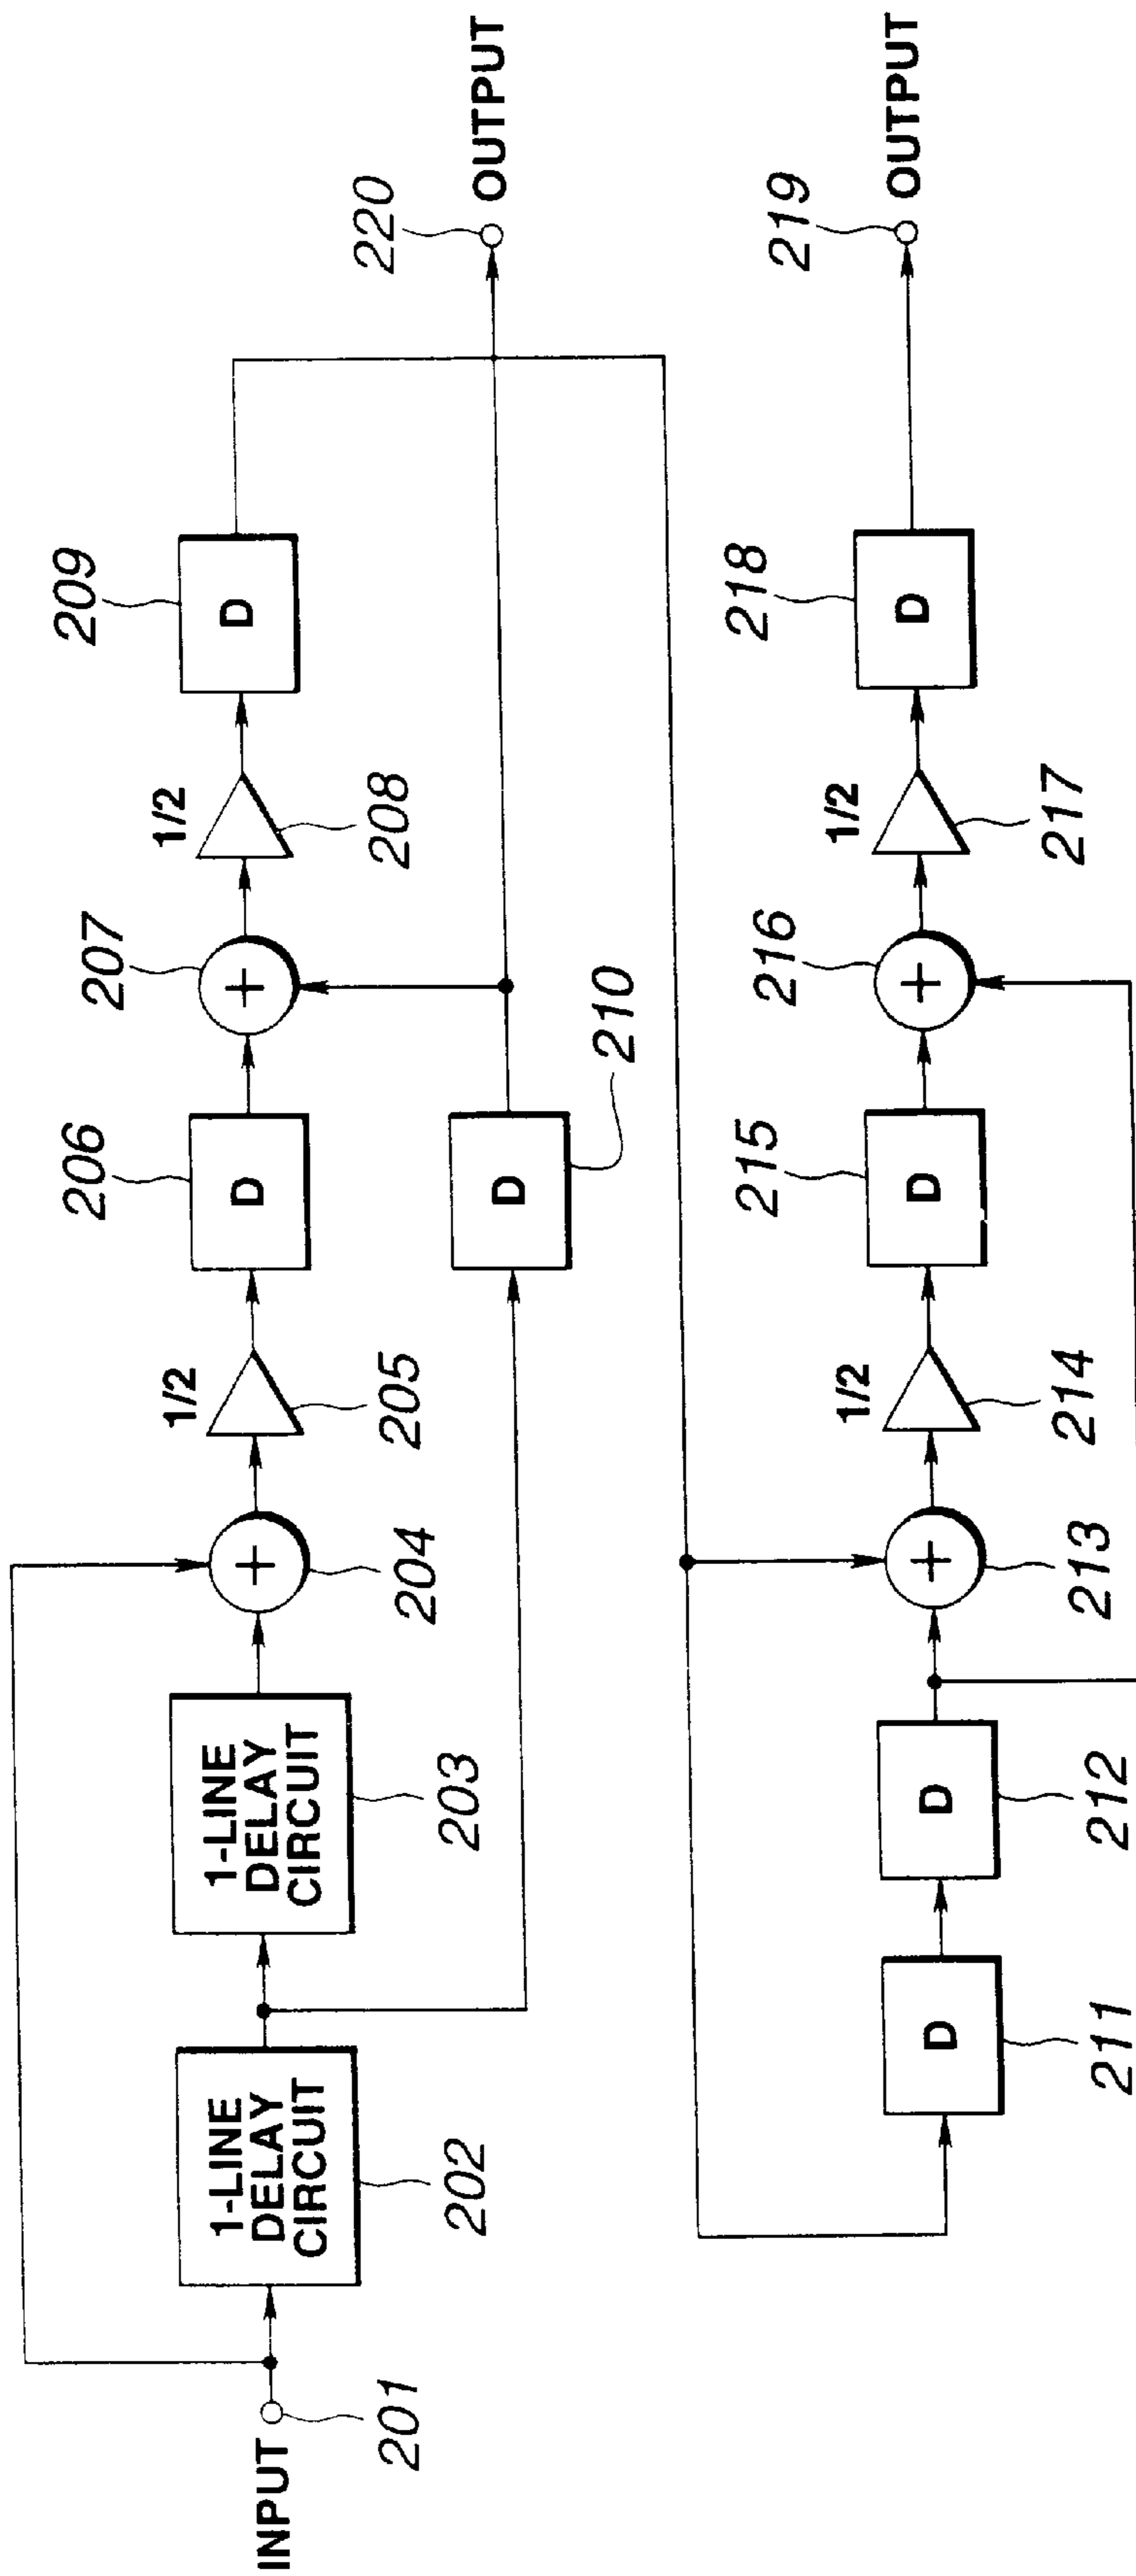 INPUT
201
1-LINE
DELAY
CIRCUIT
202
1-LINE
DELAY
CIRCUIT
203
+
204
1/2
205
D
206
+
207
1/2
208
D
209
D
210
220
OUTPUT
D
211
D
212
+
213
1/2
214
D
215
+
216
1/2
217
D
218
219
OUTPUT